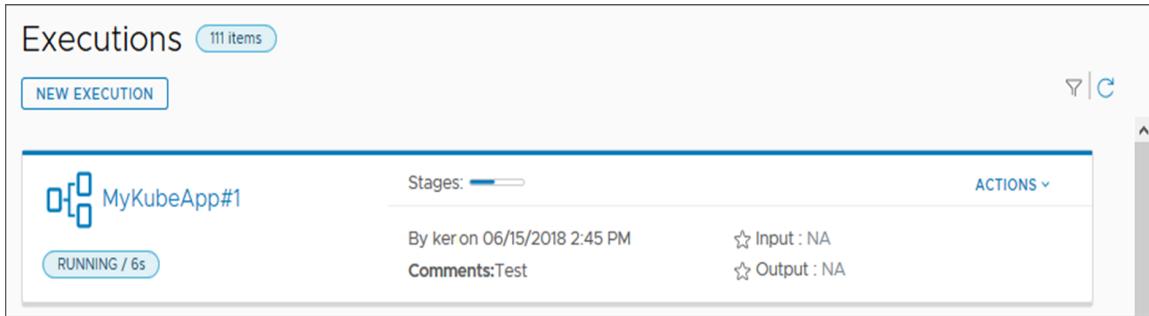 Executions 111 items
NEW EXECUTION
MyKubeApp#1
RUNNING / 6s
Stages:
ACTIONS
By ker on 06/15/2018 2:45 PM
Comments:Test
Input : NA
Output : NA